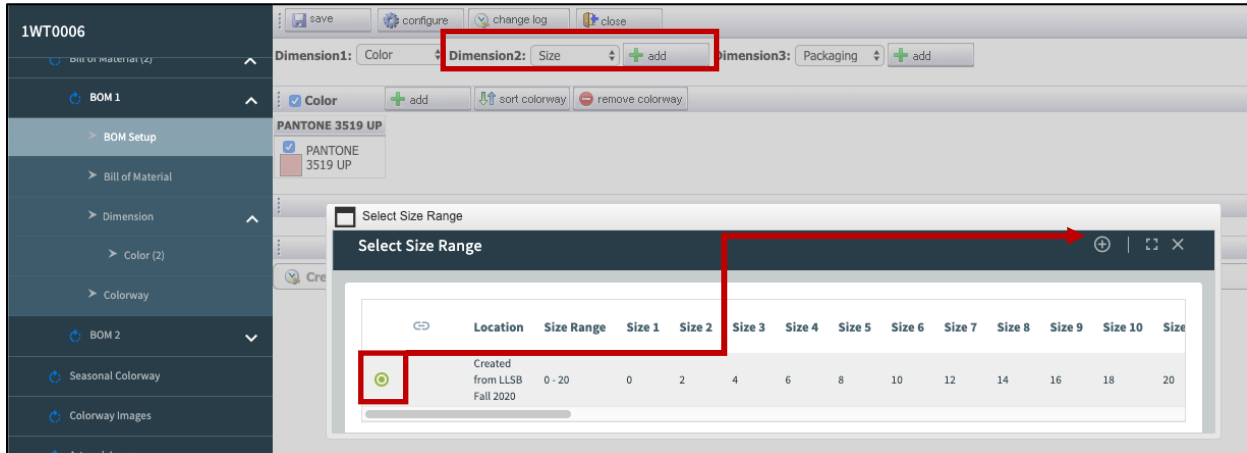 1WT0006
Bill of Material (2)
BOM 1
BOM Setup
Bill of Material
Dimension
Color (2)
Colorway
BOM 2
Seasonal Colorway
Colorway Images
save configure change log close
Dimension1: Color Dimension2: Size add Dimension3: Packaging add
Color add sort colorway remove colorway
PANTONE 3519 UP
PANTONE
3519 UP
Select Size Range
Select Size Range
Cre
Location Size Range Size 1 Size 2 Size 3 Size 4 Size 5 Size 6 Size 7 Size 8 Size 9 Size 10 Size
Created
from LLSB 0 - 20 0 2 4 6 8 10 12 14 16 18 20
Fall 2020